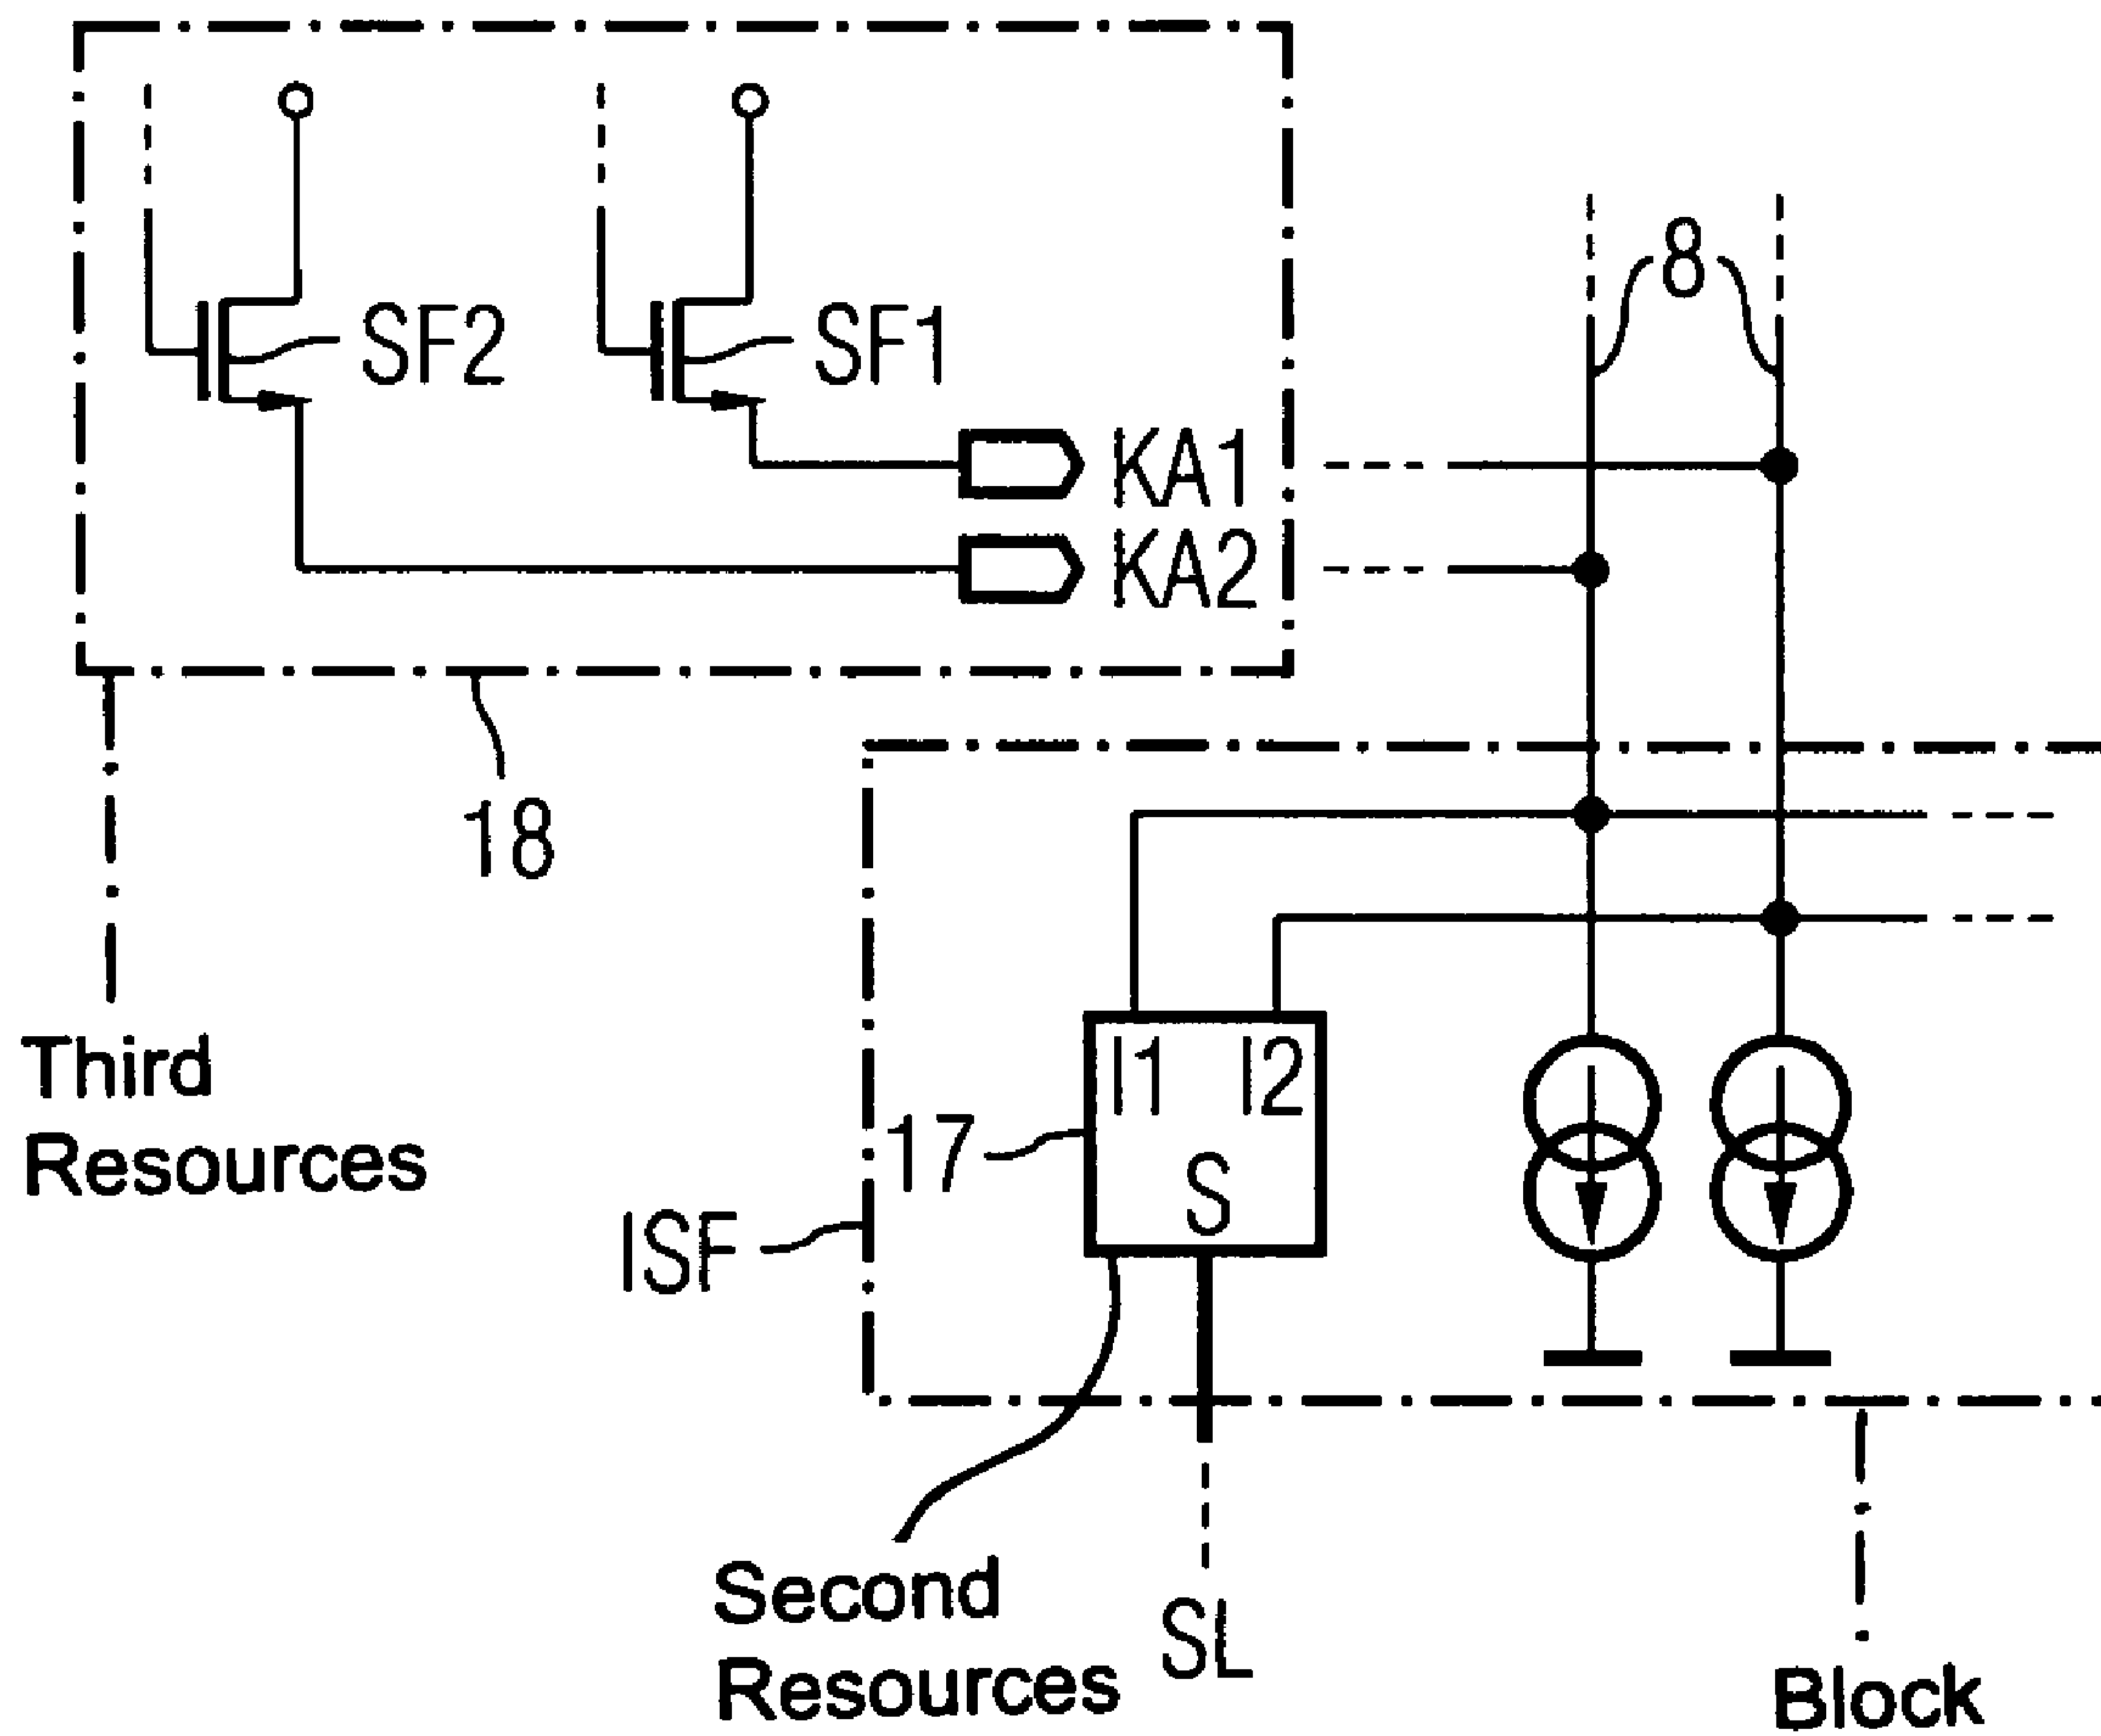 8
SF2
SF1
KA1
KA2
18
Third
Resources
I1 I2
17
S
ISF
Second
Resources
SL
Block